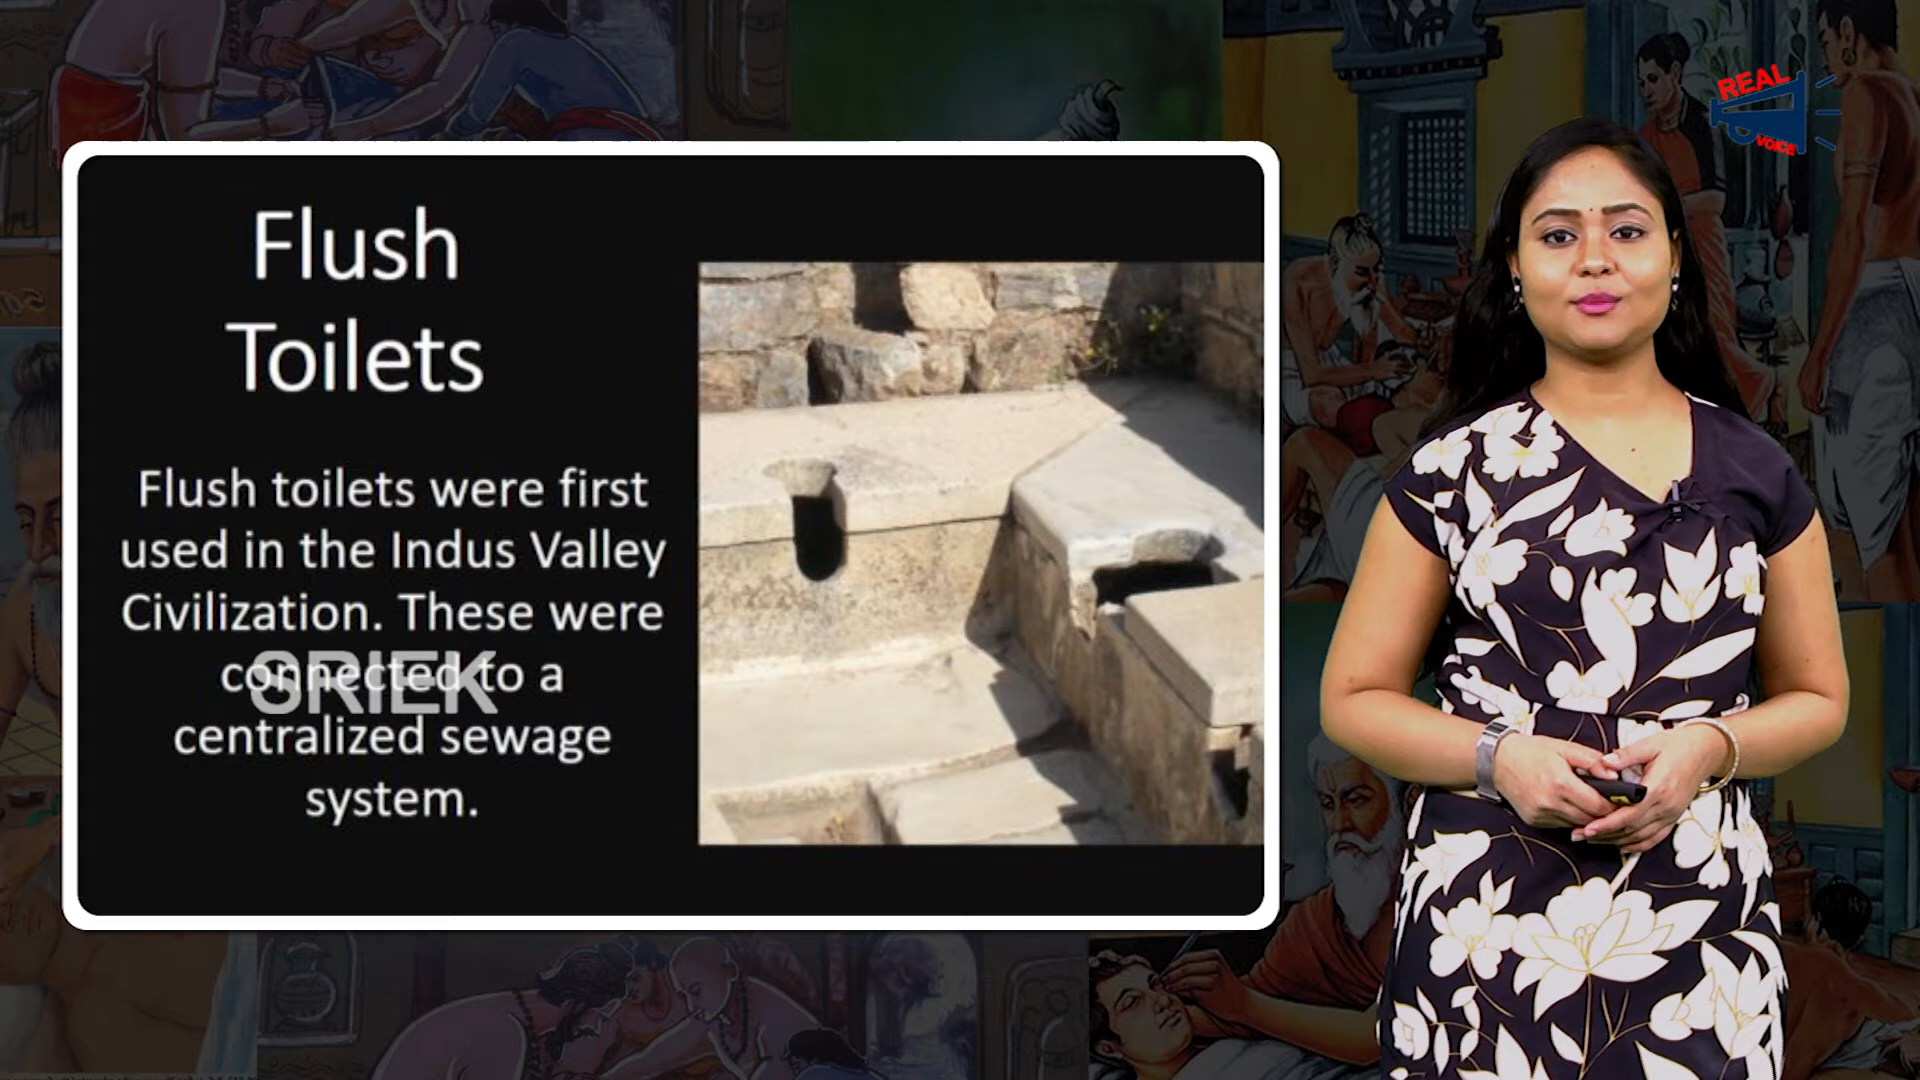 REAL
VOICE
Flush
Toilets
Flush toilets were first
used in the Indus Valley
Civilization. These were
connected to a
SRIEK
centralized sewage
system.